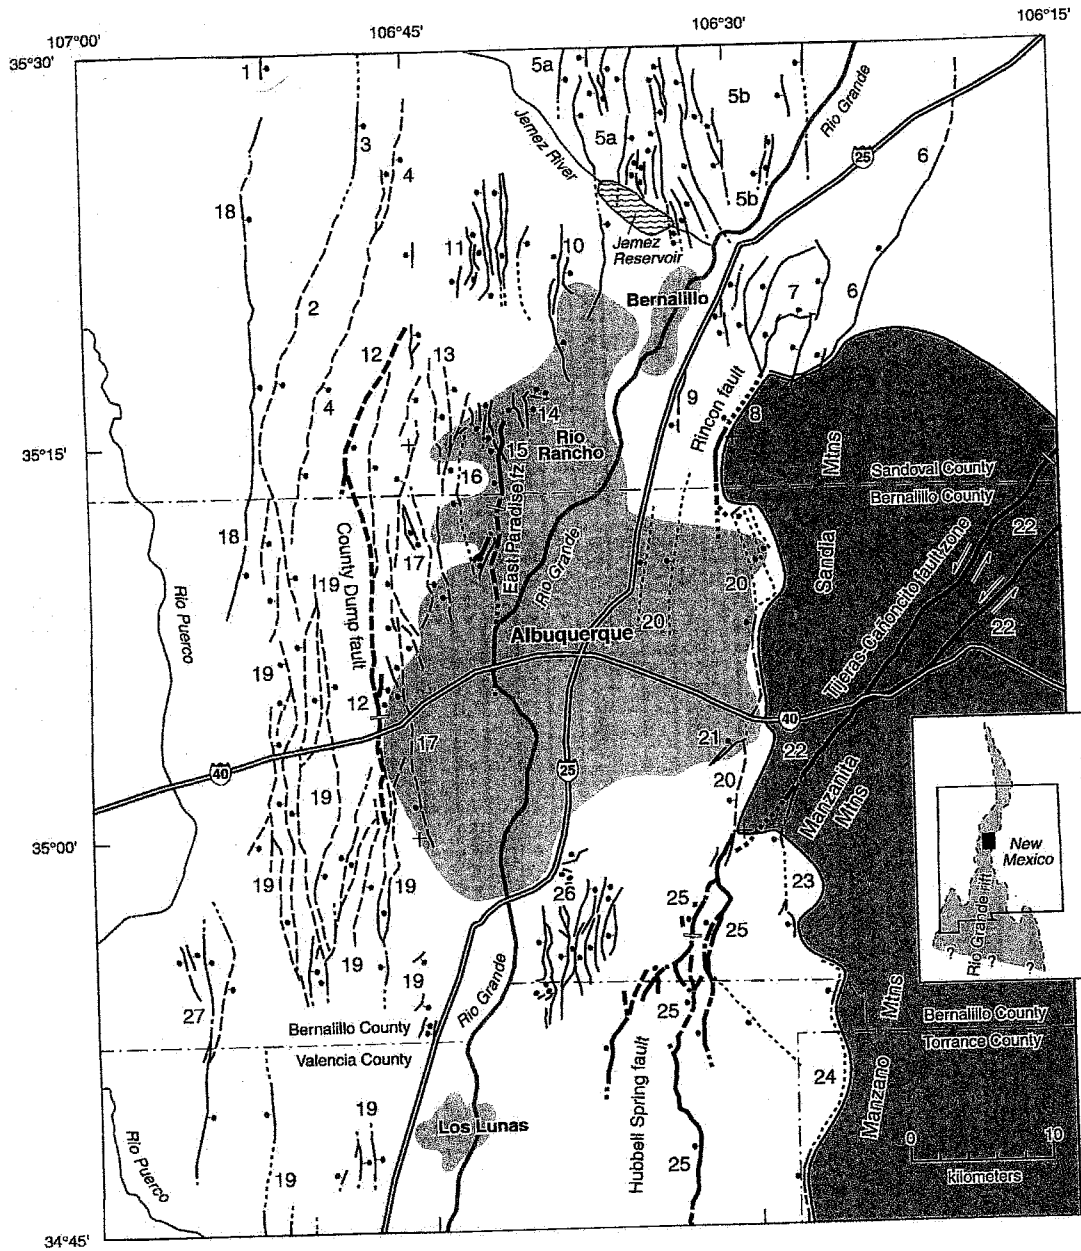 107°00'
106°45'
106°30'
106°15'
35°30'
1
5a
5b
Rio Grande
25
6
3
5a
Jemez River
4
5b
18
11
10
Jemez
Reservoir
7
6
2
Bernalillo
12
13
4
9
Rincon fault
8
14
Rio
Rancho
15
35°15'
16
Mtns
Sandoval County
Bernalillo County
18
County Dump fault
17
East Paradise fz
Rio Grande
Sandia
22
Tijeras-Cañoncito fault zone
19
20
20
22
Rio Puerco
Albuquerque
19
12
40
17
21
22
40
25
20
Manzanita
Mtns
19
35°00'
New
Mexico
Rio Grande rift
? ? ?
19
19
26
25
23
25
19
19
Rio Grande
25
27
Mtns
Bernalillo County
Valencia County
Bernalillo County
Torrance County
Hubbell Spring fault
24
Manzano
19
Los Lunas
Rio Puerco
25
0 10
kilometers
19
34°45'